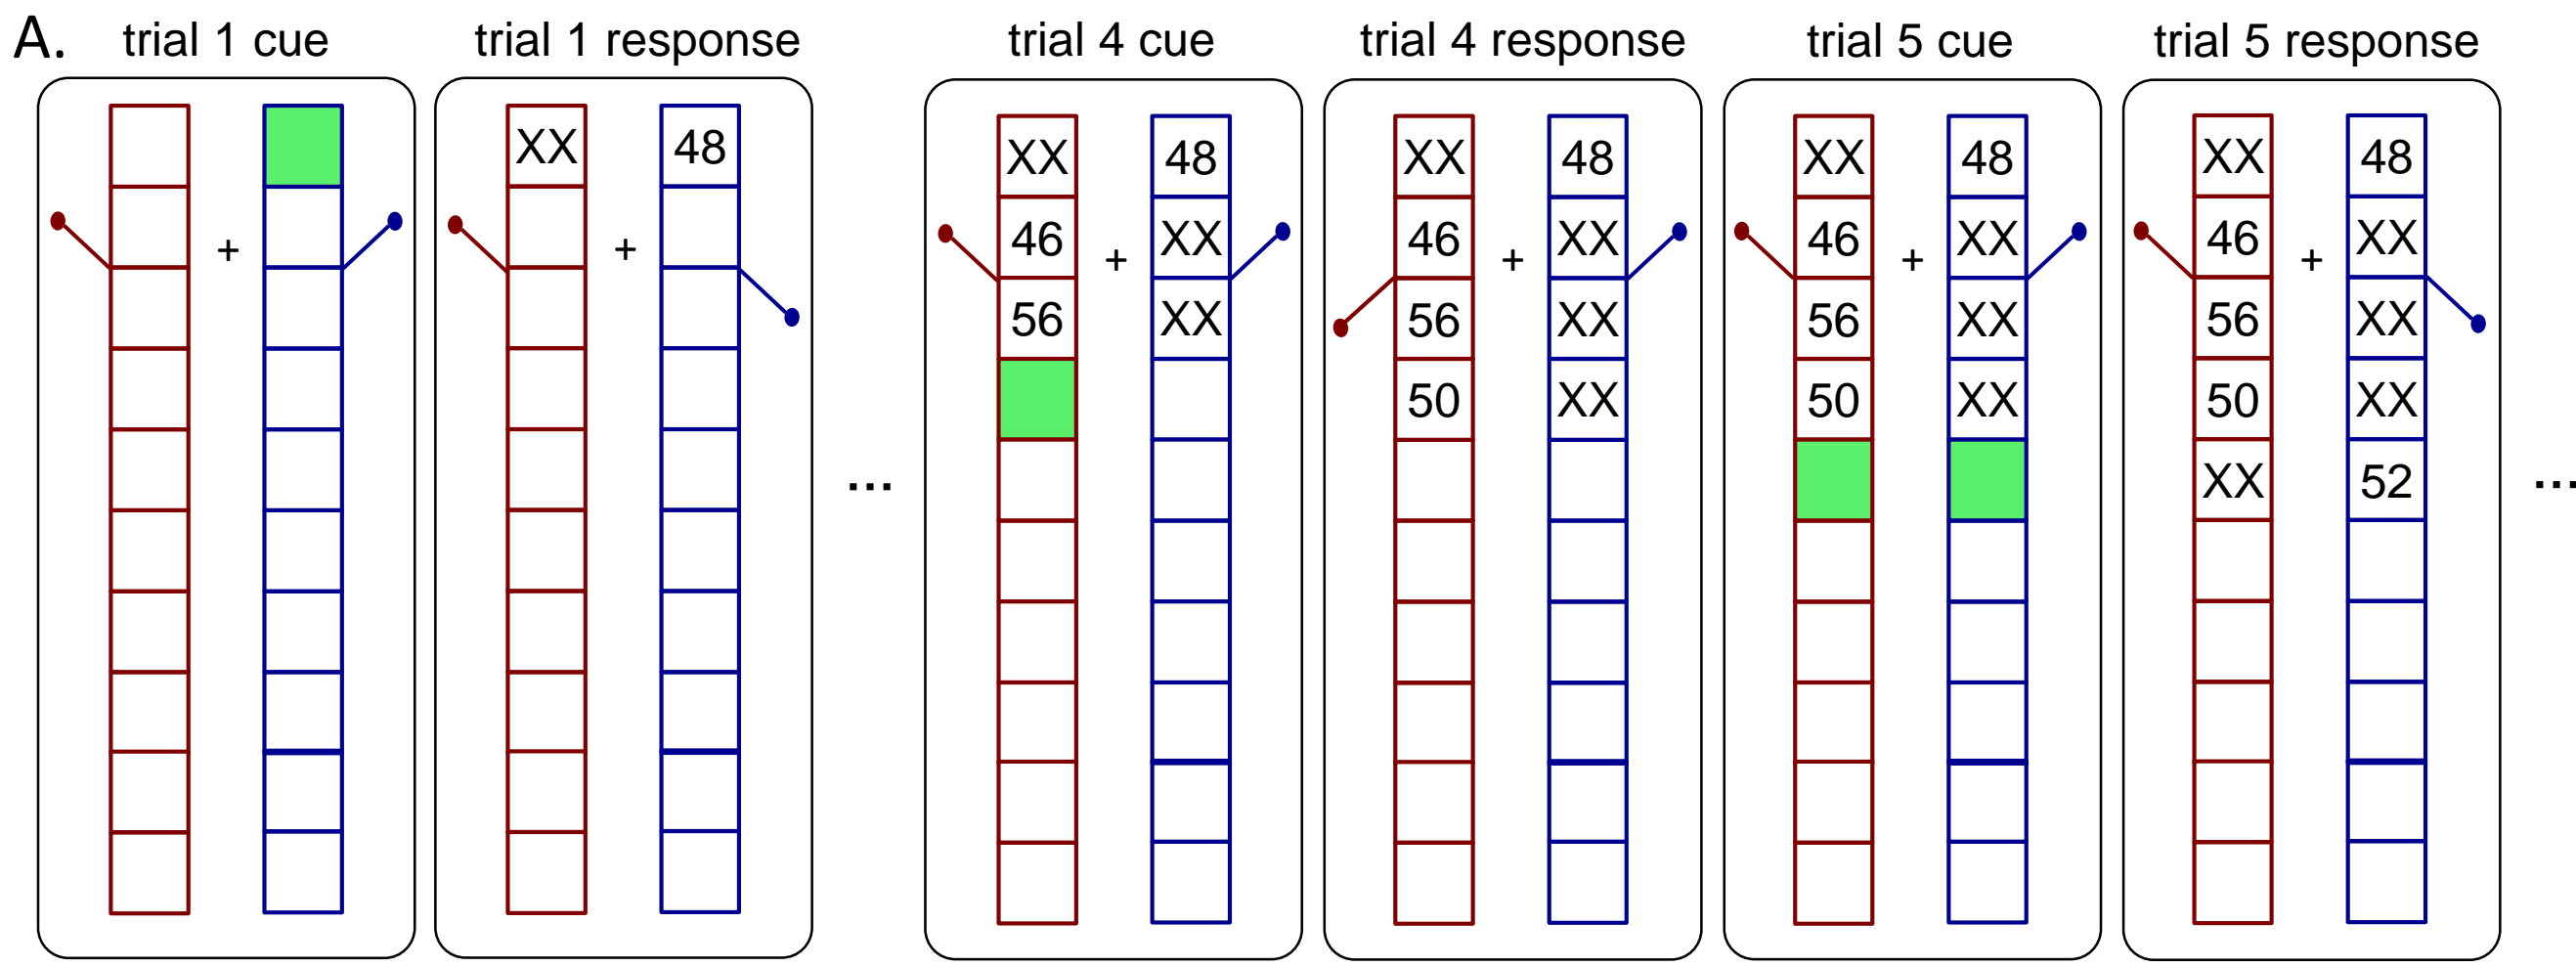 A. trial 1 cue trial 1 response trial 4 cue trial 4 response trial 5 cue trial 5 response
XX 48 XX 48 XX 48 XX 48 XX 48
+ + 46 + XX 46 + XX 46 + XX 46 + XX
56 XX 56 XX 56 XX 56 XX
50 XX 50 XX 50 XX
... XX 52 ...